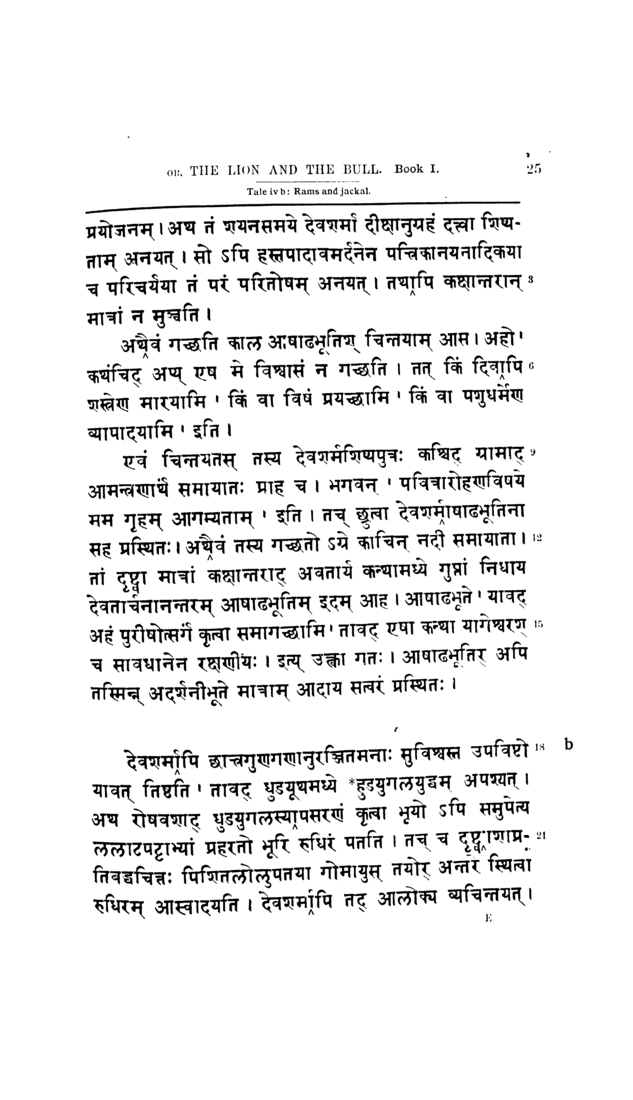 OR, THE LION AND THE BULL. Book I. 25
Tale iv b: Rams and jackal.
प्रयोजनम् । अथ तं शयनसमये देवशर्मा दीक्षानुग्रहं दत्त्वा शिष्य-
ताम् अनयत् । सो ऽपि हस्तपादावमर्दनेन पत्त्रिकानयनादिकया
च परिचर्यया तं परं परितोषम् अनयत् । तथापि कक्षान्तरान् 3
मात्रां न मुञ्चति ।
अथैवं गच्छति काल आषाढभूतिश् चिन्तयाम् आस । अहो '
कथंचिद् अप्य् एष मे विश्वासं न गच्छति । तत् किं दिवापि 6
शस्त्रेण मारयामि ' किं वा विषं प्रयच्छामि ' किं वा पशुधर्मेण
व्यापादयामि ' इति ।
एवं चिन्तयतस् तस्य देवशर्मशिष्यपुत्रः कश्चिद् ग्रामाद् 9
आमन्त्रणार्थं समायातः प्राह च । भगवन् ' पवित्रारोहणविषये
मम गृहम् आगम्यताम् ' इति । तच् छ्रुत्वा देवशर्माषाढभूतिना
सह प्रस्थितः । अथैवं तस्य गच्छतो ऽग्रे काचिन् नदी समायाता । 12
तां दृष्ट्वा मात्रां कक्षान्तराद् अवतार्य कन्थामध्ये गुप्तां निधाय
देवतार्चनानन्तरम् आषाढभूतिम् इदम् आह । आषाढभूते ' यावद्
अहं पुरीषोत्सर्गं कृत्वा समागच्छामि ' तावद् एषा कन्था यागेश्वरश् 15
च सावधानेन रक्षणीयः । इत्य् उक्त्वा गतः । आषाढभूतिर् अपि
तस्मिन्न् अदर्शनीभूते मात्राम् आदाय सत्वरं प्रस्थितः ।
देवशर्मापि छात्रगुणगणानुरञ्जितमनाः सुविश्वस्त उपविष्टो 18 b
यावत् तिष्ठति ' तावद् धुडयूथमध्ये *हुडयुगलयुद्धम् अपश्यत् ।
अथ रोषवशाद् धुडयुगलस्यापसरणं कृत्वा भूयो ऽपि समुपेत्य
ललाटपट्टाभ्यां प्रहरतो भूरि रुधिरं पतति । तच् च दृष्ट्वाशाप्र- 21
तिबद्धचित्तः पिशितलोलुपतया गोमायुस् तयोर् अन्तरे स्थित्वा
रुधिरम् आस्वादयति । देवशर्मापि तद् आलोक्य व्यचिन्तयत् ।
E